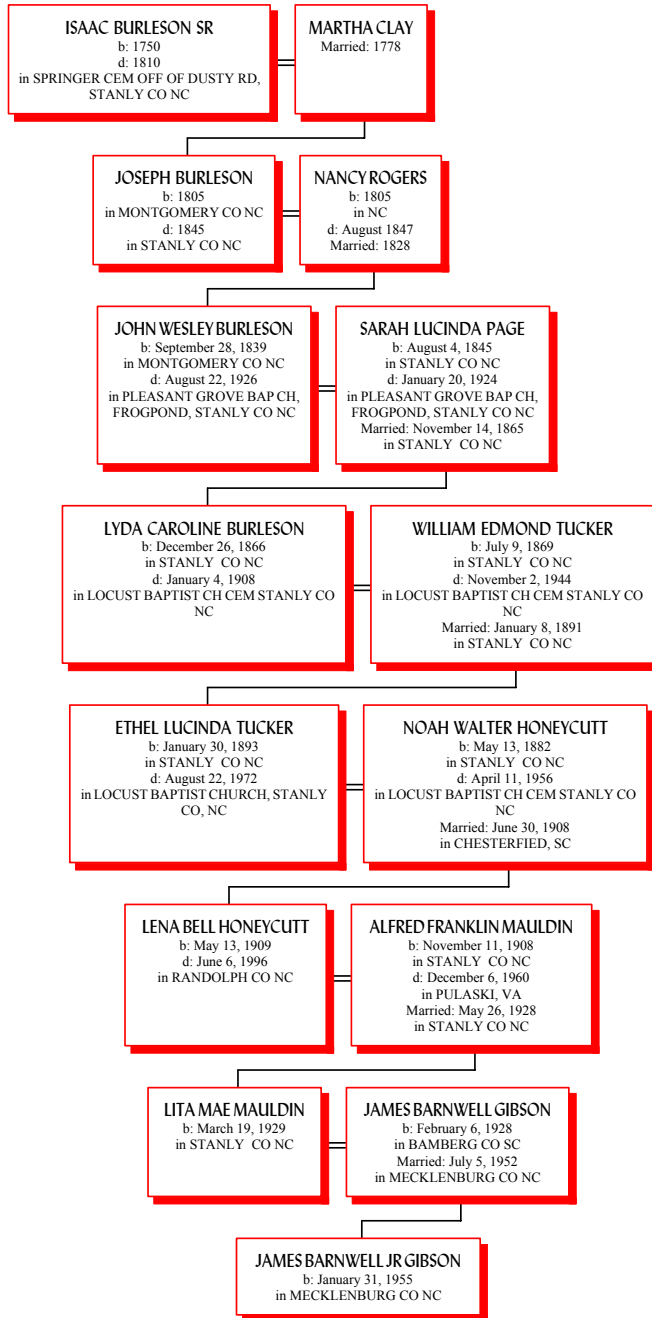 ISAAC BURLESON SR
b: 1750
d: 1810
in SPRINGER CEM OFF OF DUSTY RD,
STANLY CO NC
MARTHA CLAY
Married: 1778
JOSEPH BURLESON
b: 1805
in MONTGOMERY CO NC
d: 1845
in STANLY CO NC
NANCY ROGERS
b: 1805
in NC
d: August 1847
Married: 1828
JOHN WESLEY BURLESON
b: September 28, 1839
in MONTGOMERY CO NC
d: August 22, 1926
in PLEASANT GROVE BAP CH,
FROGPOND, STANLY CO NC
SARAH LUCINDA PAGE
b: August 4, 1845
in STANLY CO NC
d: January 20, 1924
in PLEASANT GROVE BAP CH,
FROGPOND, STANLY CO NC
Married: November 14, 1865
in STANLY CO NC
LYDA CAROLINE BURLESON
b: December 26, 1866
in STANLY CO NC
d: January 4, 1908
in LOCUST BAPTIST CH CEM STANLY CO
NC
WILLIAM EDMOND TUCKER
b: July 9, 1869
in STANLY CO NC
d: November 2, 1944
in LOCUST BAPTIST CH CEM STANLY CO
NC
Married: January 8, 1891
in STANLY CO NC
ETHEL LUCINDA TUCKER
b: January 30, 1893
in STANLY CO NC
d: August 22, 1972
in LOCUST BAPTIST CHURCH, STANLY
CO, NC
NOAH WALTER HONEYCUTT
b: May 13, 1882
in STANLY CO NC
d: April 11, 1956
in LOCUST BAPTIST CH CEM STANLY CO
NC
Married: June 30, 1908
in CHESTERFIED, SC
LENA BELL HONEYCUTT
b: May 13, 1909
d: June 6, 1996
in RANDOLPH CO NC
ALFRED FRANKLIN MAULDIN
b: November 11, 1908
in STANLY CO NC
d: December 6, 1960
in PULASKI, VA
Married: May 26, 1928
in STANLY CO NC
LITA MAE MAULDIN
b: March 19, 1929
in STANLY CO NC
JAMES BARNWELL GIBSON
b: February 6, 1928
in BAMBERG CO SC
Married: July 5, 1952
in MECKLENBURG CO NC
JAMES BARNWELL JR GIBSON
b: January 31, 1955
in MECKLENBURG CO NC